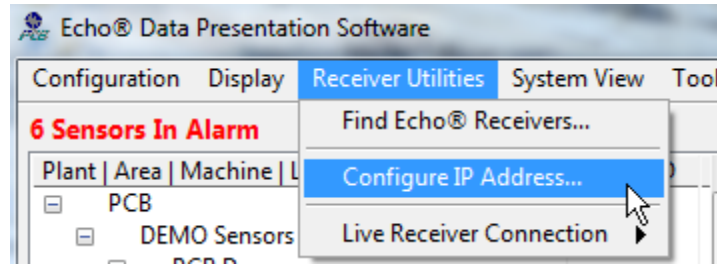 Echo® Data Presentation Software
Configuration Display Receiver Utilities System View Tool
6 Sensors In Alarm
Find Echo® Receivers...
Plant | Area | Machine | L
Configure IP Address...
PCB
DEMO Sensors
Live Receiver Connection